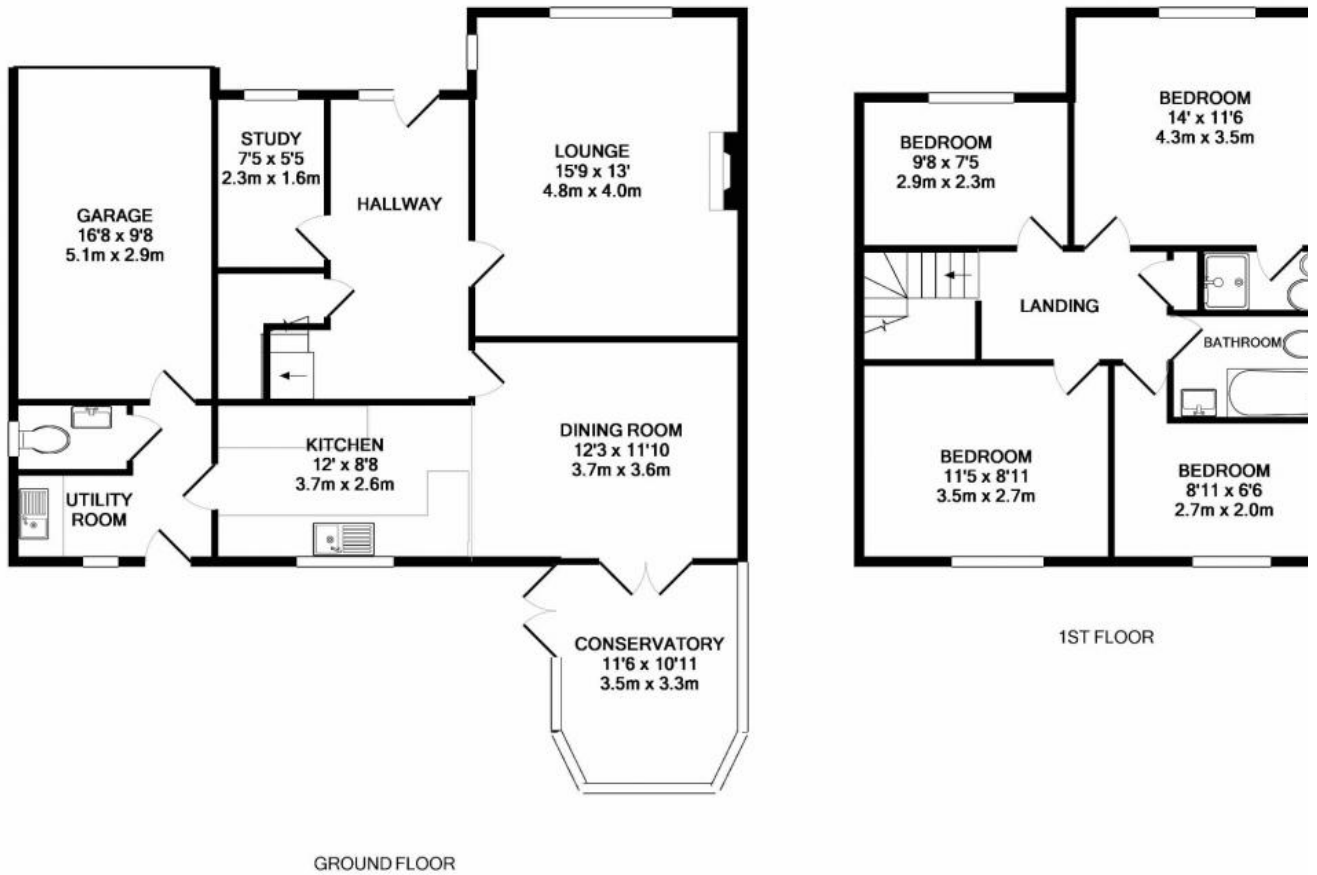 GARAGE
16'8 x 9'8
5.1m x 2.9m
STUDY
7'5 x 5'5
2.3m x 1.6m
HALLWAY
LOUNGE
15'9 x 13'
4.8m x 4.0m
UTILITY
ROOM
KITCHEN
12' x 8'8
3.7m x 2.6m
DINING ROOM
12'3 x 11'10
3.7m x 3.6m
CONSERVATORY
11'6 x 10'11
3.5m x 3.3m
GROUND FLOOR
BEDROOM
9'8 x 7'5
2.9m x 2.3m
BEDROOM
14' x 11'6
4.3m x 3.5m
LANDING
BATHROOM
BEDROOM
11'5 x 8'11
3.5m x 2.7m
BEDROOM
8'11 x 6'6
2.7m x 2.0m
1ST FLOOR